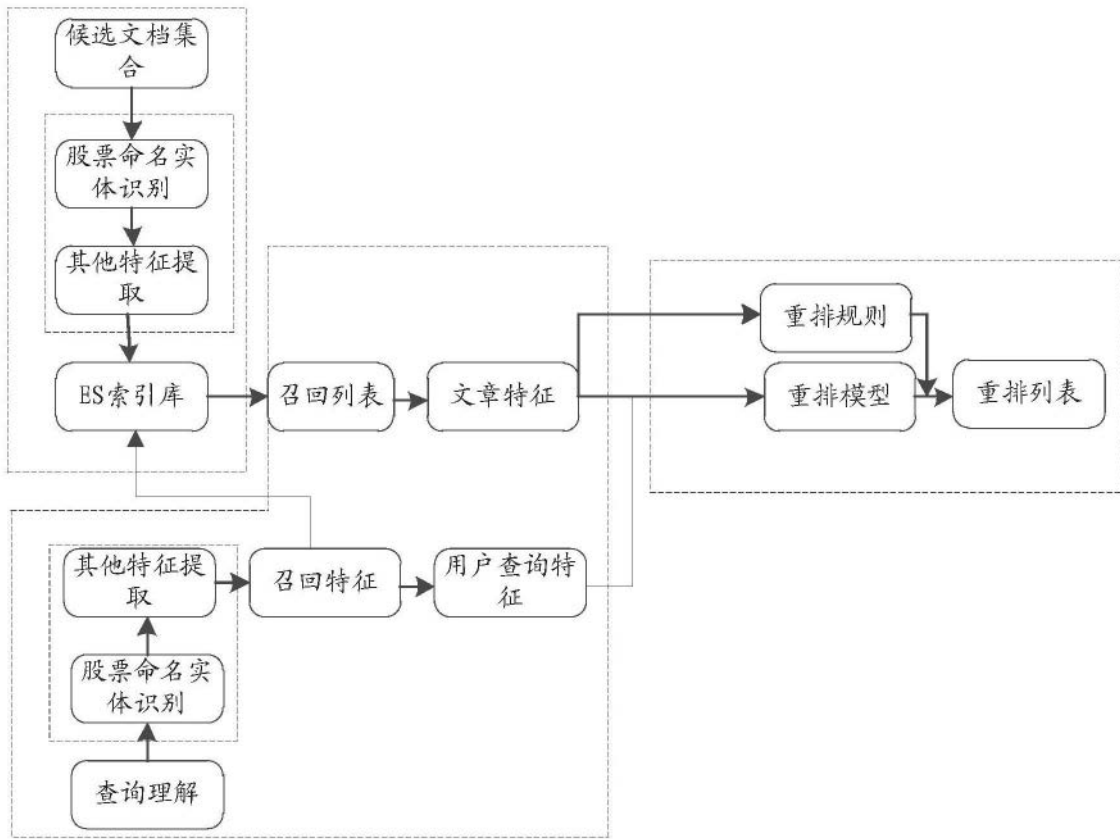 候选文档集
合
股票命名实
体识别
其他特征提
取
ES索引库
召回列表
文章特征
重排规则
重排模型
重排列表
其他特征提
取
召回特征
用户查询特
征
股票命名实
体识别
查询理解